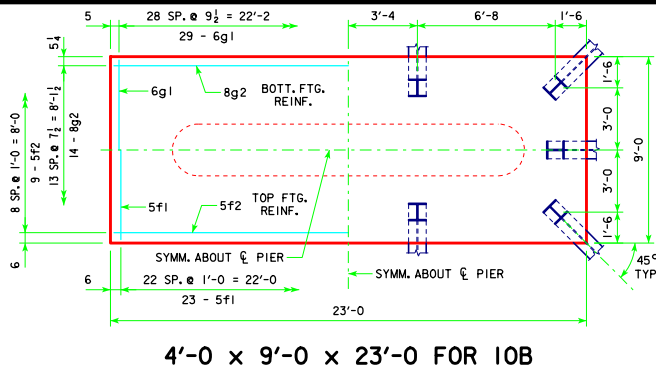 5
28 SP. @ 9½ = 22'-2
29 - 6g1
3'-4
6'-8
1'-6
5¼
8 SP. @ 1'-0 = 8'-0
9 - 5f2
13 SP. @ 7½ = 8'-1½
14 - 8g2
6g1
8g2
BOTT. FTG.
REINF.
1'-6
3'-0
9'-0
3'-0
1'-6
5f1
5f2
TOP FTG.
REINF.
6
SYMM. ABOUT ℄ PIER
SYMM. ABOUT ℄ PIER
45°
TYP
6
22 SP. @ 1'-0 = 22'-0
23 - 5f1
23'-0
4'-0 x 9'-0 x 23'-0 FOR 10B